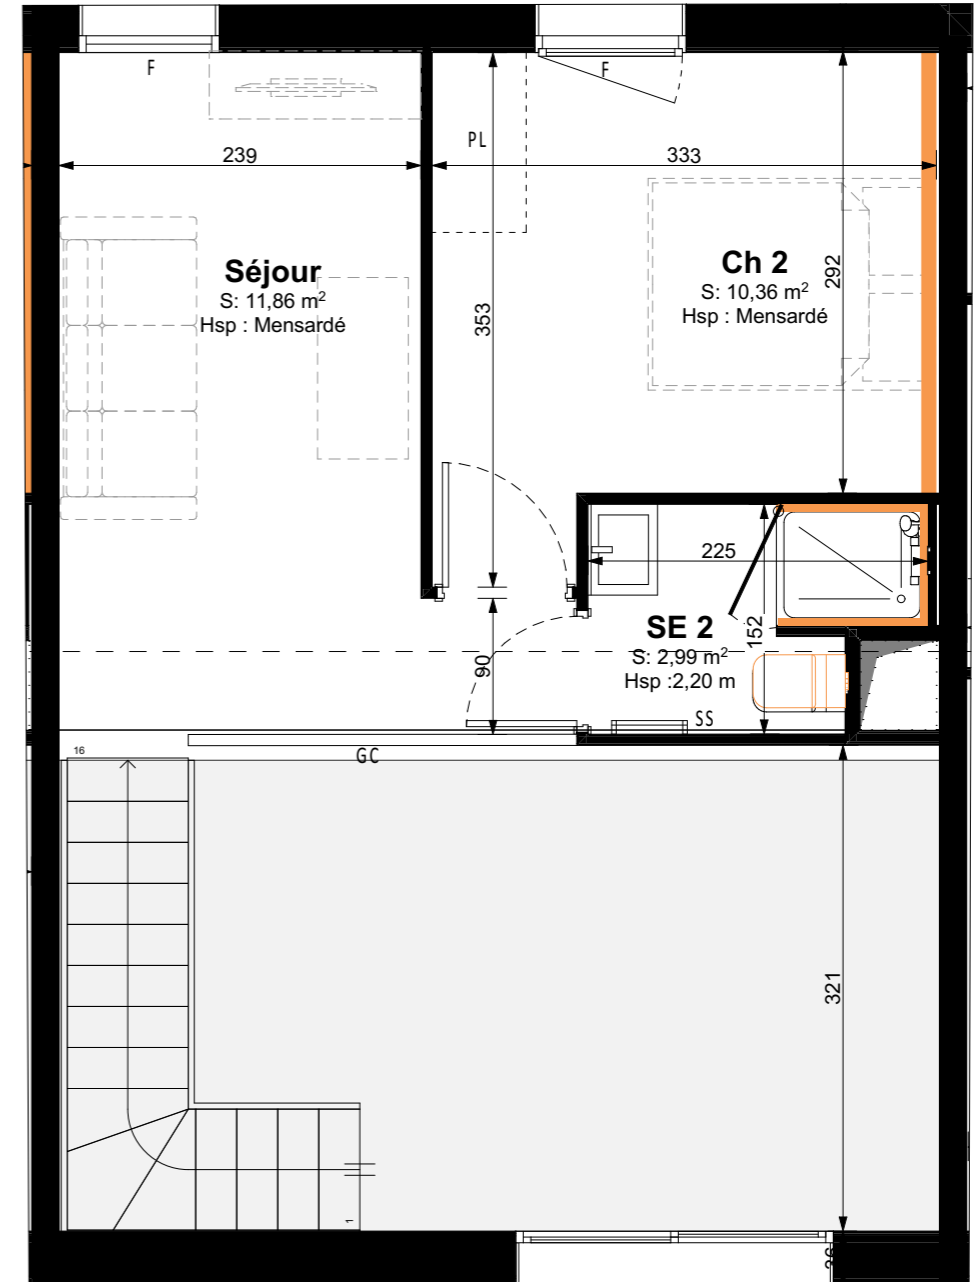 F
F
PL
239
333
Séjour
S: 11,86 m²
Hsp : Mensardé
Ch 2
S: 10,36 m²
Hsp : Mensardé
292
353
225
SE 2
S: 2,99 m²
Hsp :2,20 m
152
90
SS
16
GC
321
1